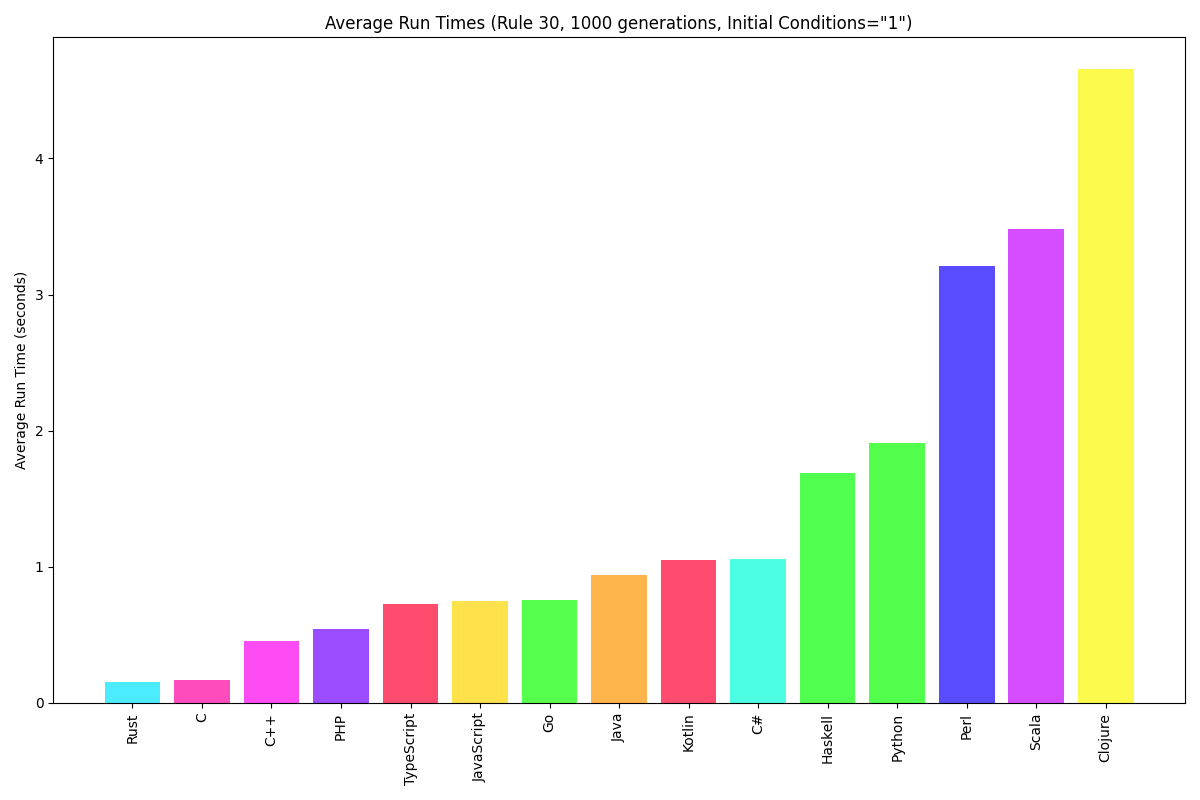 Average Run Times (Rule 30, 1000 generations, Initial Conditions="1")
Average Run Time (seconds)
4
3
2
1
0
Rust
C
C++
PHP
TypeScript
JavaScript
Go
Java
Kotlin
C#
Haskell
Python
Perl
Scala
Clojure